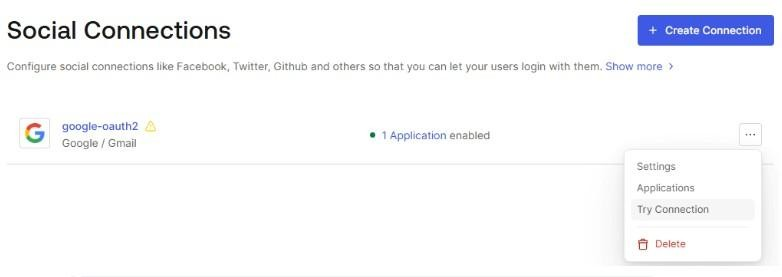 Social Connections
+ Create Connection
Configure social connections like Facebook, Twitter, Github and others so that you can let your users login with them. Show more >
google-oauth2
Google / Gmail
1 Application enabled
...
Settings
Applications
Try Connection
Delete